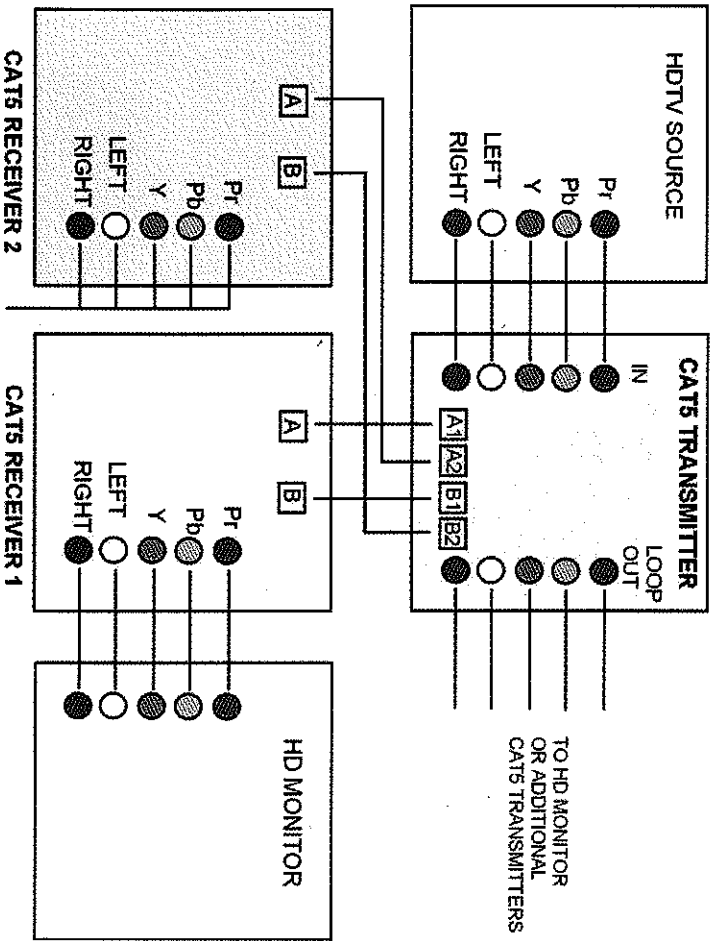 HDTV SOURCE
Pr
Pb
Y
LEFT
RIGHT
CAT5 TRANSMITTER
IN
LOOP
OUT
A1
A2
B1
B2
TO HD MONITOR
OR ADDITIONAL
CAT5 TRANSMITTERS
A
B
Pr
Pb
Y
LEFT
RIGHT
CAT5 RECEIVER 2
A
B
Pr
Pb
Y
LEFT
RIGHT
CAT5 RECEIVER 1
HD MONITOR